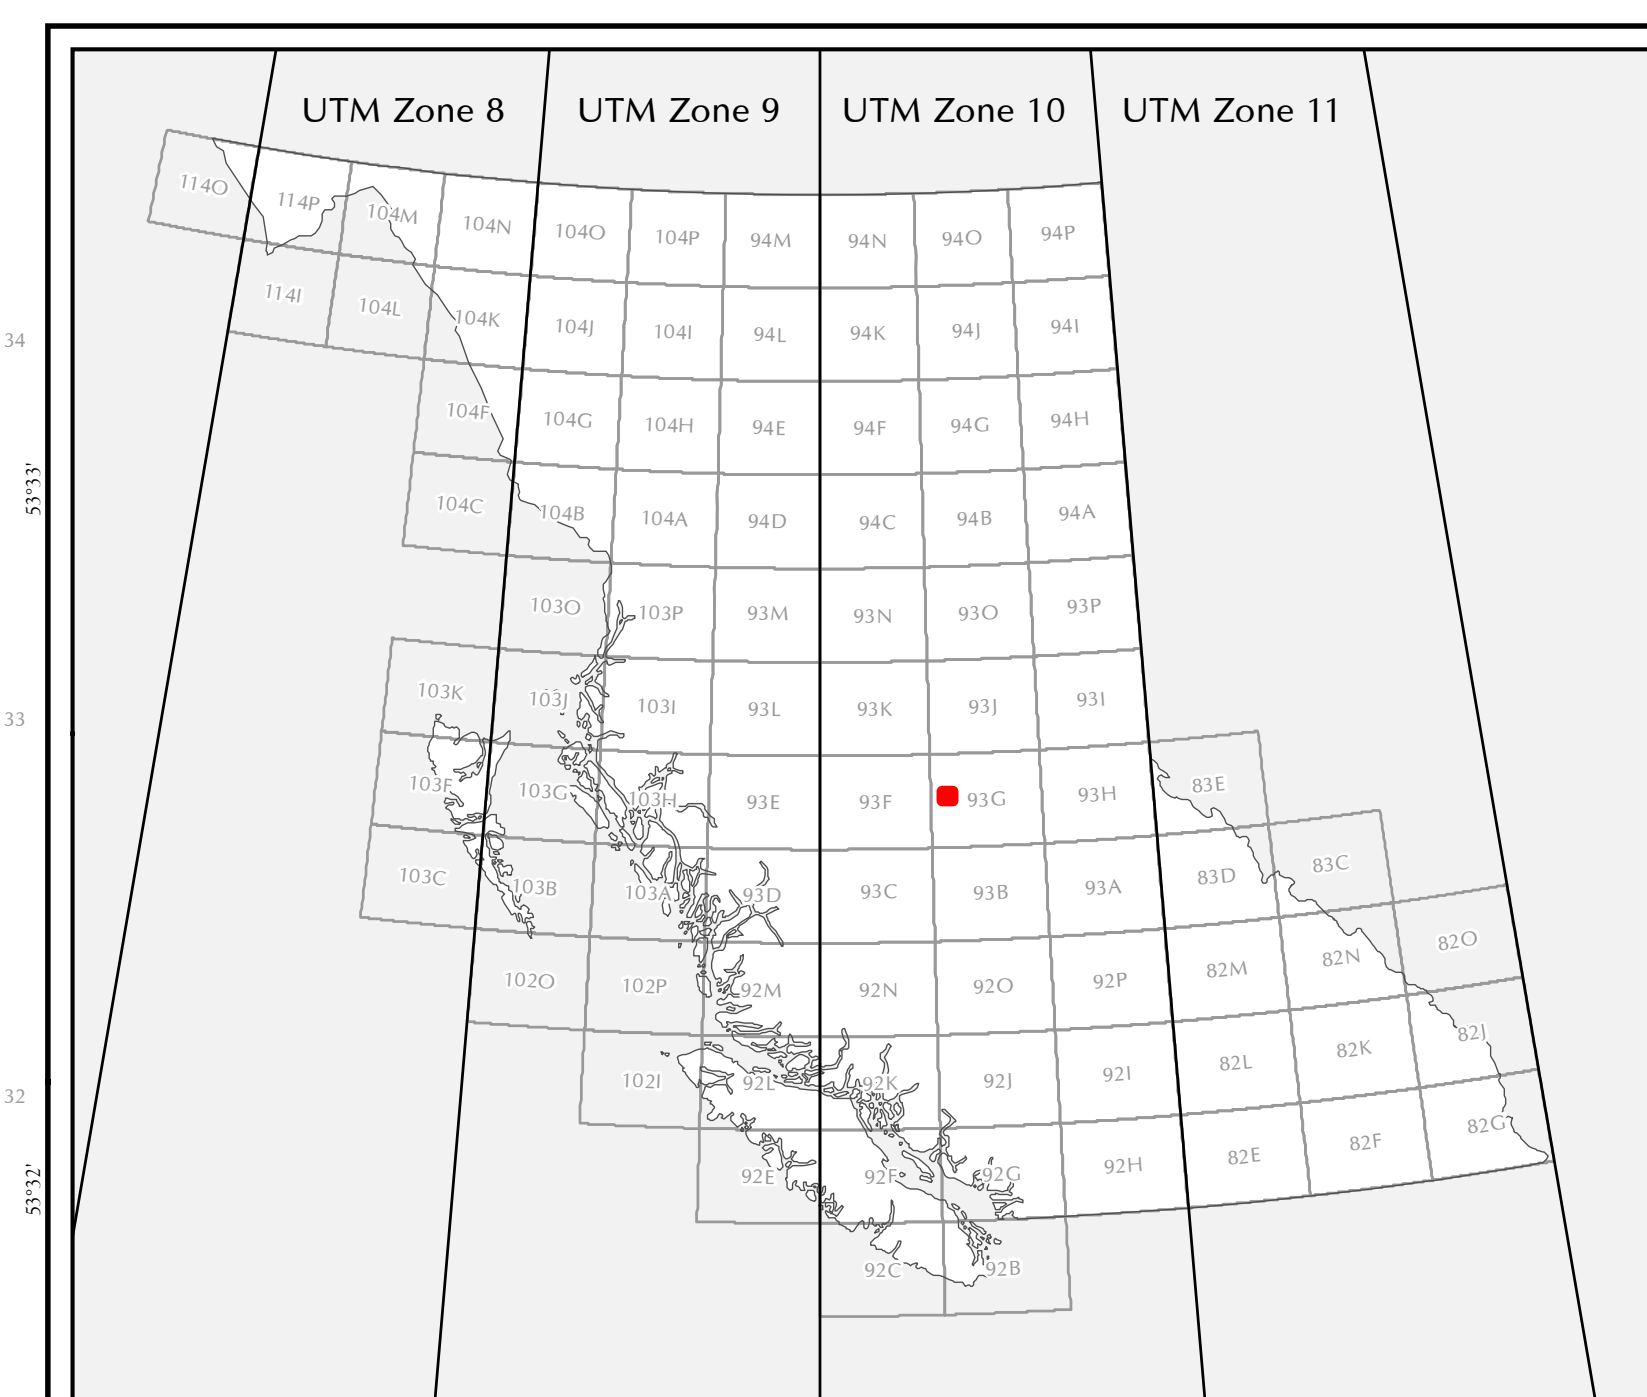 UTM Zone 8 UTM Zone 9 UTM Zone 10 UTM Zone 11
114O 114P 104M 104N 104O 104P 94M 94N 94O 94P
114I 104L 104K 104J 104I 94L 94K 94J 94I
34
104F 104G 104H 94E 94F 94G 94H
53°33'
104C 104B 104A 94D 94C 94B 94A
103O 103P 93M 93N 93O 93P
103K 103J 103I 93L 93K 93J 93I
33
103F 103G 103H 93E 93F 93G 93H 83E
103C 103B 103A 93D 93C 93B 93A 83D 83C
102O 102P 92M 92N 92O 92P 82M 82N 82O
102I 92L 92K 92J 92I 82L 82K 82J
32
92E 92F 92G 92H 82E 82F 82G
53°32'
92C 92B